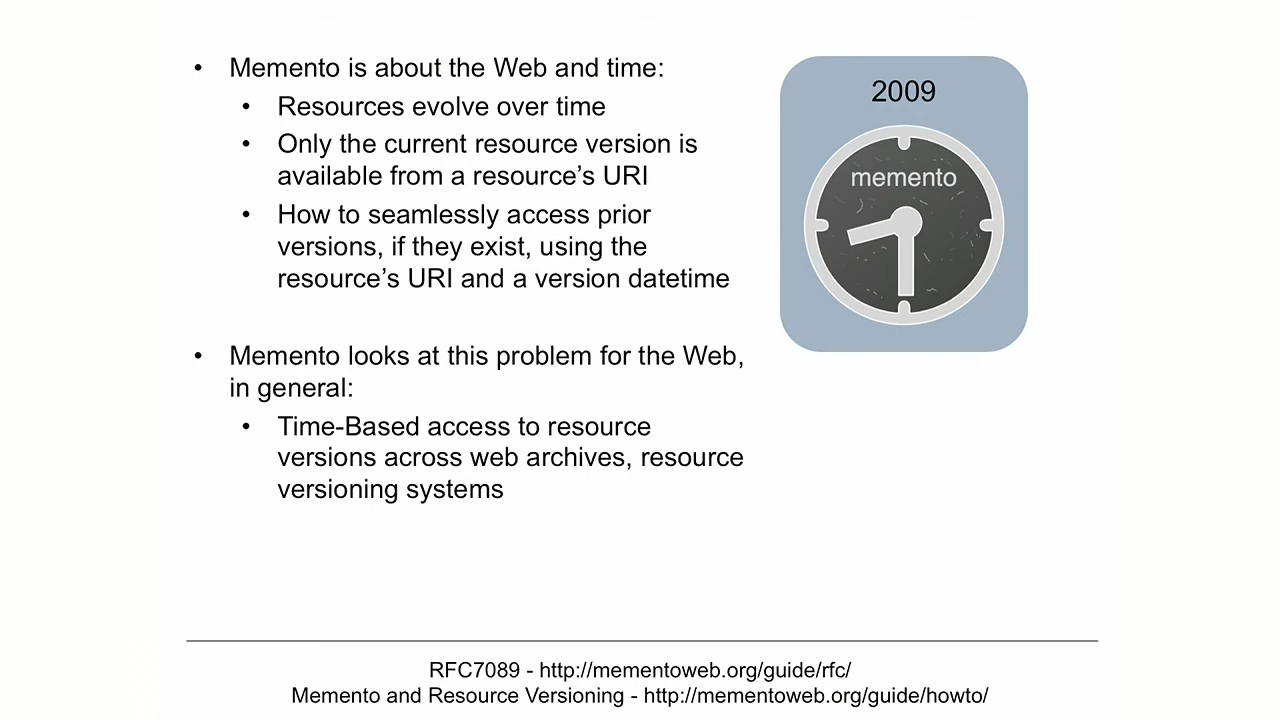 • Memento is about the Web and time:
• Resources evolve over time
• Only the current resource version is
available from a resource’s URI
• How to seamlessly access prior
versions, if they exist, using the
resource’s URI and a version datetime
• Memento looks at this problem for the Web,
in general:
• Time-Based access to resource
versions across web archives, resource
versioning systems
2009
memento
RFC7089 - http://mementoweb.org/guide/rfc/
Memento and Resource Versioning - http://mementoweb.org/guide/howto/